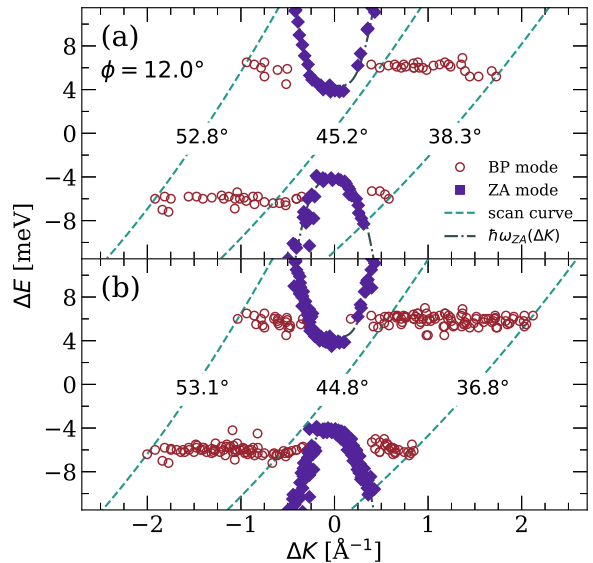 (a)
ϕ = 12.0°
8
4
0
−4
−8
52.8°
45.2°
38.3°
BP mode
ZA mode
scan curve
ħω_ZA(ΔK)
ΔE [meV]
(b)
8
4
0
−4
−8
53.1°
44.8°
36.8°
−2
−1
0
1
2
ΔK [Å⁻¹]